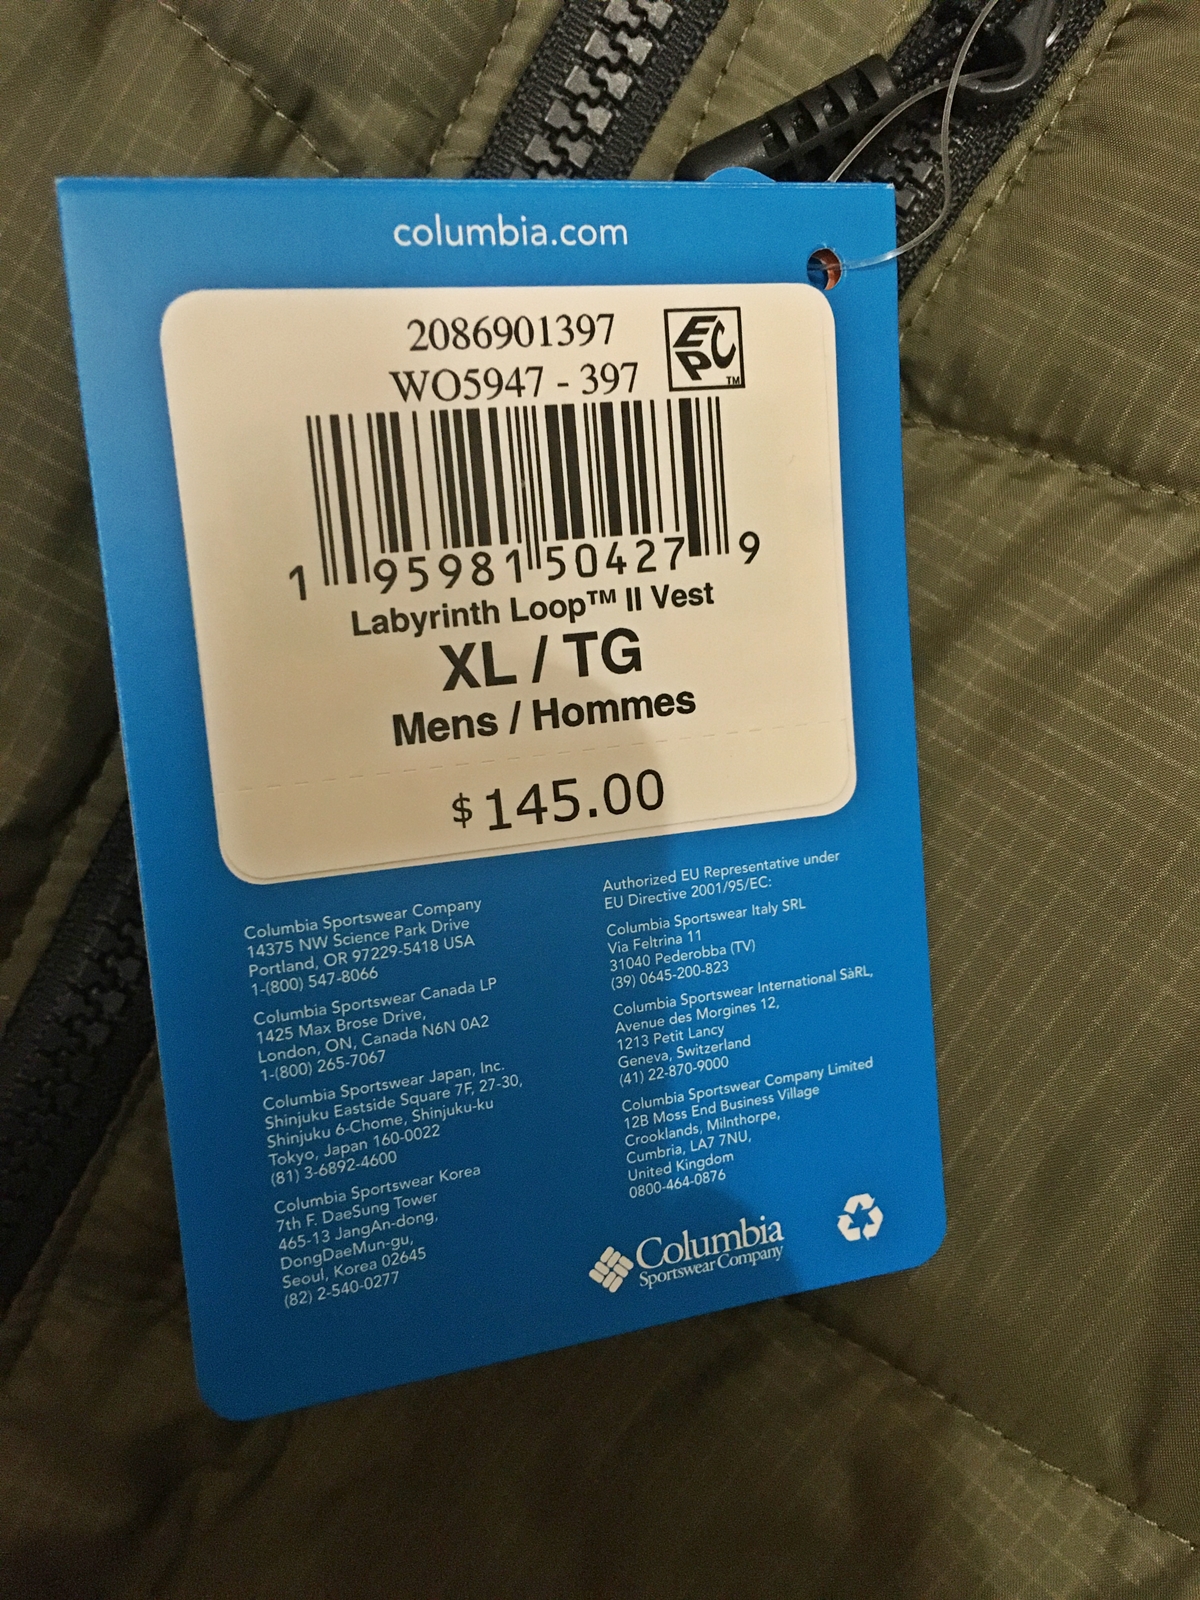 columbia.com
2086901397
WO5947 - 397
EPC
TM
1 95981 50427 9
Labyrinth Loop™ II Vest
XL / TG
Mens / Hommes
$145.00
Columbia Sportswear Company
14375 NW Science Park Drive
Portland, OR 97229-5418 USA
1-(800) 547-8066
Columbia Sportswear Canada LP
1425 Max Brose Drive,
London, ON, Canada N6N 0A2
1-(800) 265-7067
Columbia Sportswear Japan, Inc.
Shinjuku Eastside Square 7F, 27-30,
Shinjuku 6-Chome, Shinjuku-ku
Tokyo, Japan 160-0022
(81) 3-6892-4600
Columbia Sportswear Korea
7th F. DaeSung Tower
465-13 JangAn-dong,
DongDaeMun-gu,
Seoul, Korea 02645
(82) 2-540-0277
Authorized EU Representative under
EU Directive 2001/95/EC:
Columbia Sportswear Italy SRL
Via Feltrina 11
31040 Pederobba (TV)
(39) 0645-200-823
Columbia Sportswear International SàRL,
Avenue des Morgines 12,
1213 Petit Lancy
Geneva, Switzerland
(41) 22-870-9000
Columbia Sportswear Company Limited
12B Moss End Business Village
Crooklands, Milnthorpe,
Cumbria, LA7 7NU,
United Kingdom
0800-464-0876
Columbia
Sportswear Company